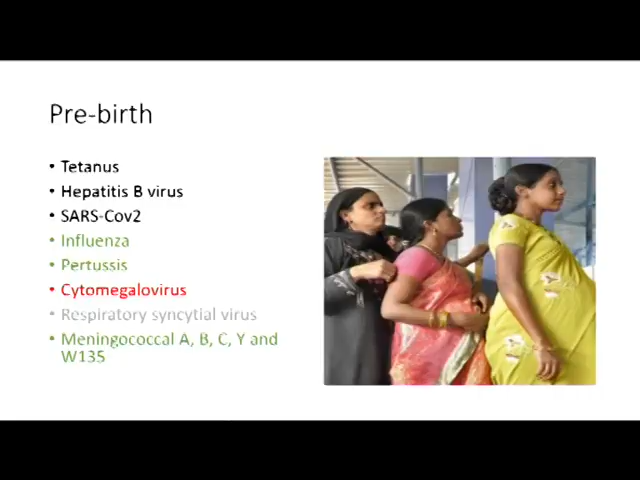 Pre-birth
• Tetanus
• Hepatitis B virus
• SARS-Cov2
• Influenza
• Pertussis
• Cytomegalovirus
• Respiratory syncytial virus
• Meningococcal A, B, C, Y and
W135